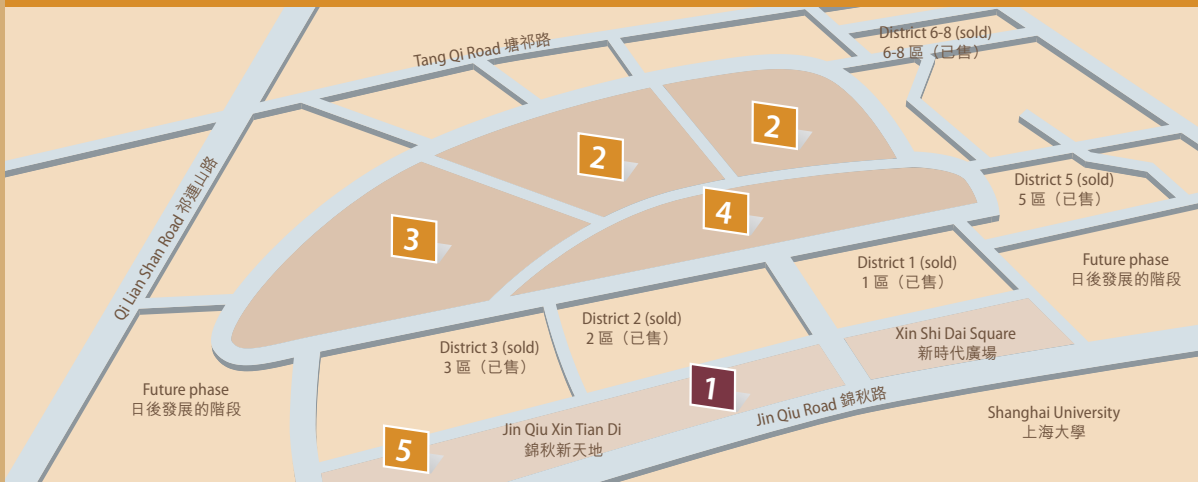 Tang Qi Road 塘祁路
District 6-8 (sold)
6-8 區（已售）
2
2
District 5 (sold)
5 區（已售）
4
3
Qi Lian Shan Road 祁連山路
District 1 (sold)
1 區（已售）
Future phase
日後發展的階段
District 2 (sold)
2 區（已售）
Xin Shi Dai Square
新時代廣場
District 3 (sold)
3 區（已售）
Future phase
日後發展的階段
1
Jin Qiu Road 錦秋路
Shanghai University
上海大學
Jin Qiu Xin Tian Di
錦秋新天地
5